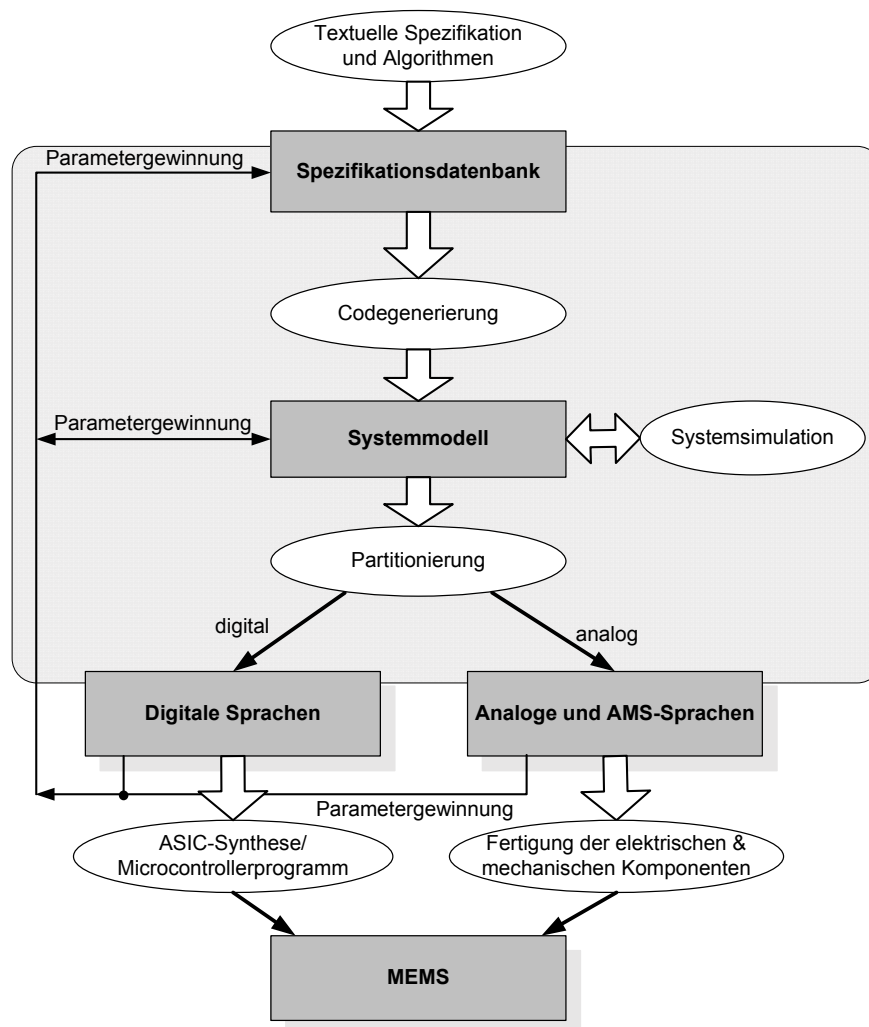 Textuelle Spezifikation
und Algorithmen
Parametergewinnung
Spezifikationsdatenbank
Codegenerierung
Parametergewinnung
Systemmodell
Systemsimulation
Partitionierung
digital
analog
Digitale Sprachen
Analoge und AMS-Sprachen
Parametergewinnung
ASIC-Synthese/
Microcontrollerprogramm
Fertigung der elektrischen &
mechanischen Komponenten
MEMS